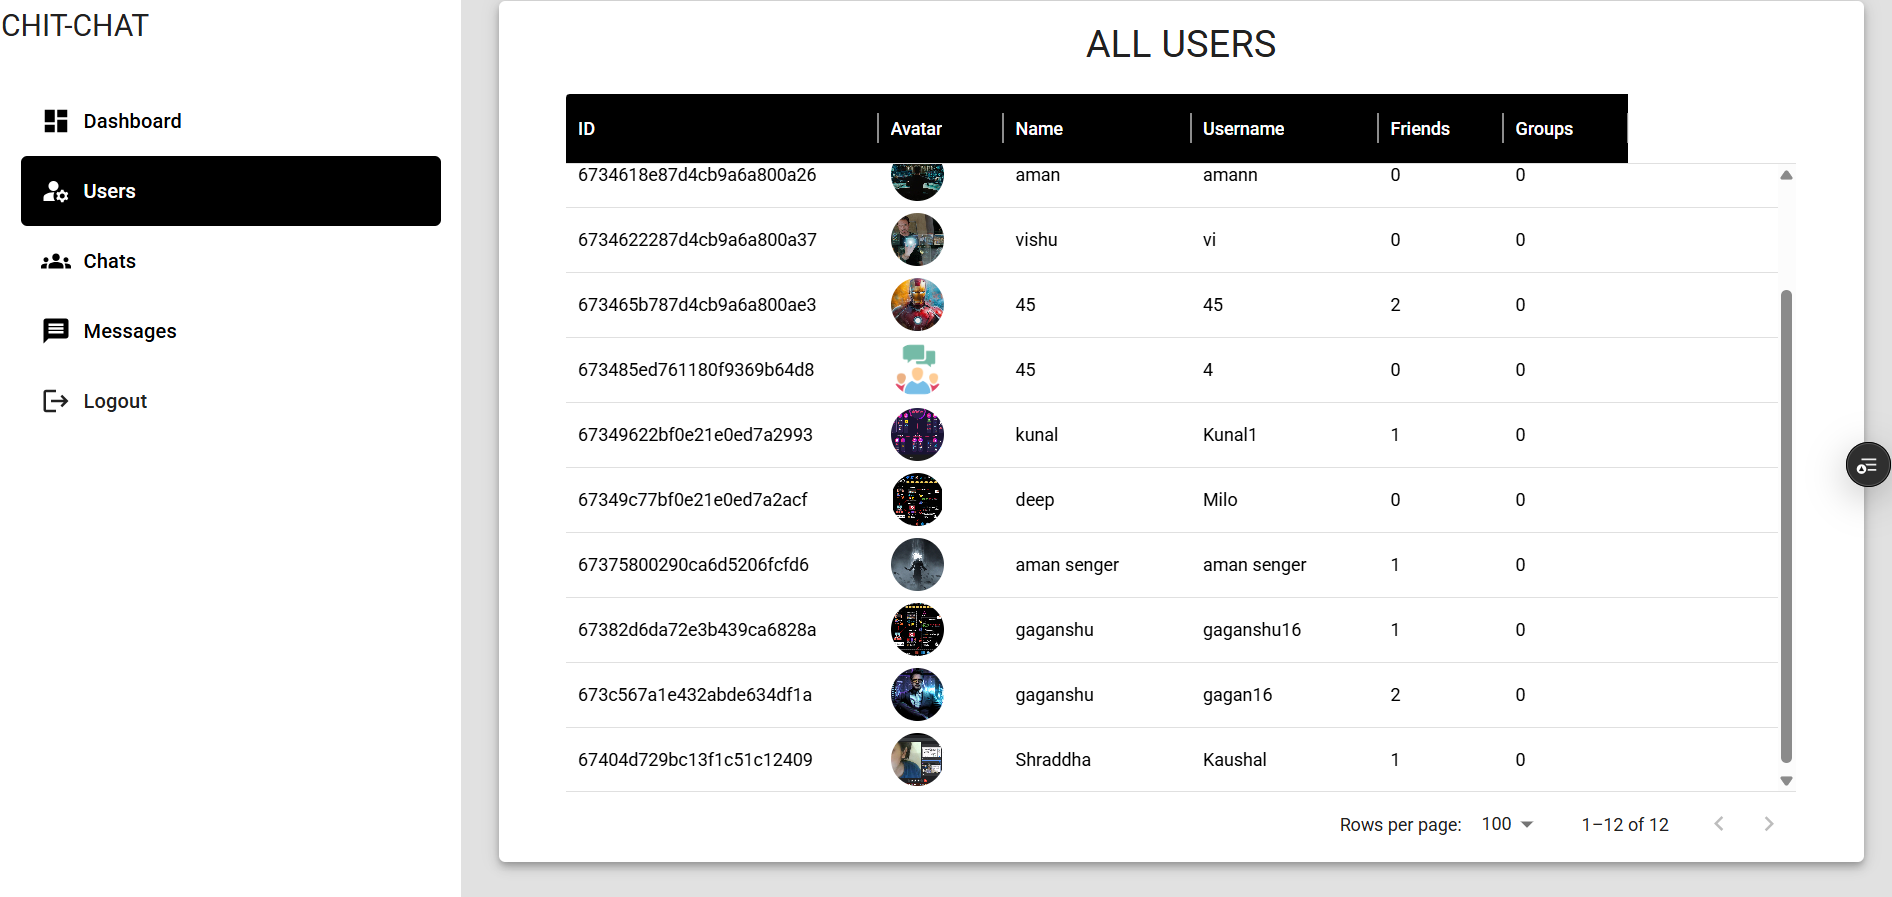 CHIT-CHAT
Dashboard
Users
Chats
Messages
Logout
ALL USERS
ID Avatar Name Username Friends Groups
6734618e87d4cb9a6a800a26 aman amann 0 0
6734622287d4cb9a6a800a37 vishu vi 0 0
673465b787d4cb9a6a800ae3 45 45 2 0
673485ed761180f9369b64d8 45 4 0 0
67349622bf0e21e0ed7a2993 kunal Kunal1 1 0
67349c77bf0e21e0ed7a2acf deep Milo 0 0
67375800290ca6d5206fcfd6 aman senger aman senger 1 0
67382d6da72e3b439ca6828a gaganshu gaganshu16 1 0
673c567a1e432abde634df1a gaganshu gagan16 2 0
67404d729bc13f1c51c12409 Shraddha Kaushal 1 0
Rows per page: 100 1–12 of 12